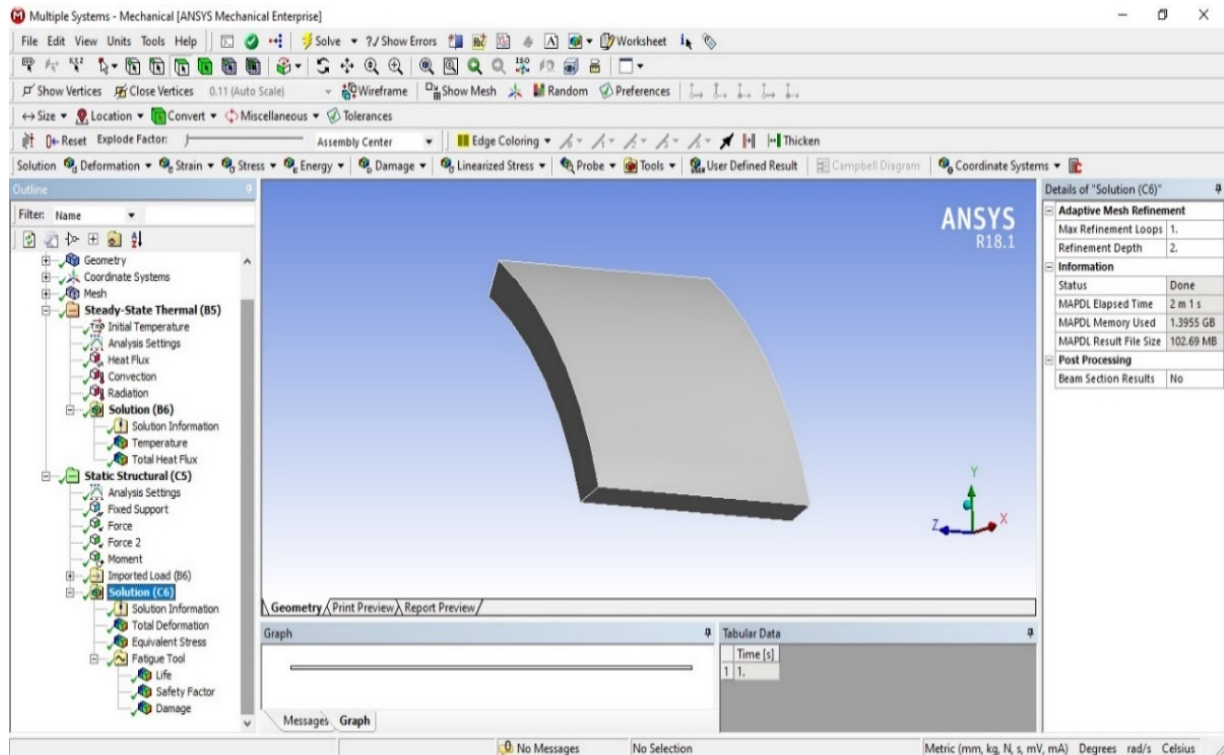 Multiple Systems - Mechanical [ANSYS Mechanical Enterprise]
File Edit View Units Tools Help Solve ?/ Show Errors Worksheet
Show Vertices Close Vertices 0.11 (Auto Scale) Wireframe Show Mesh Random Preferences
Size Location Convert Miscellaneous Tolerances
Reset Explode Factor: Assembly Center Edge Coloring Thicken
Solution Deformation Strain Stress Energy Damage Linearized Stress Probe Tools User Defined Result Campbell Diagram Coordinate Systems
Outline
Filter: Name
Geometry
Coordinate Systems
Mesh
Steady-State Thermal (B5)
Initial Temperature
Analysis Settings
Heat Flux
Convection
Radiation
Solution (B6)
Solution Information
Temperature
Total Heat Flux
Static Structural (C5)
Analysis Settings
Fixed Support
Force
Force 2
Moment
Imported Load (B6)
Solution (C6)
Solution Information
Total Deformation
Equivalent Stress
Fatigue Tool
Life
Safety Factor
Damage
ANSYS
R18.1
Y
Z
X
Geometry Print Preview Report Preview
Graph
Messages Graph
Tabular Data
Time [s]
1 1.
Details of "Solution (C6)"
Adaptive Mesh Refinement
Max Refinement Loops 1.
Refinement Depth 2.
Information
Status Done
MAPDL Elapsed Time 2 m 1 s
MAPDL Memory Used 1.3955 GB
MAPDL Result File Size 102.69 MB
Post Processing
Beam Section Results No
No Messages No Selection Metric (mm, kg, N, s, mV, mA) Degrees rad/s Celsius